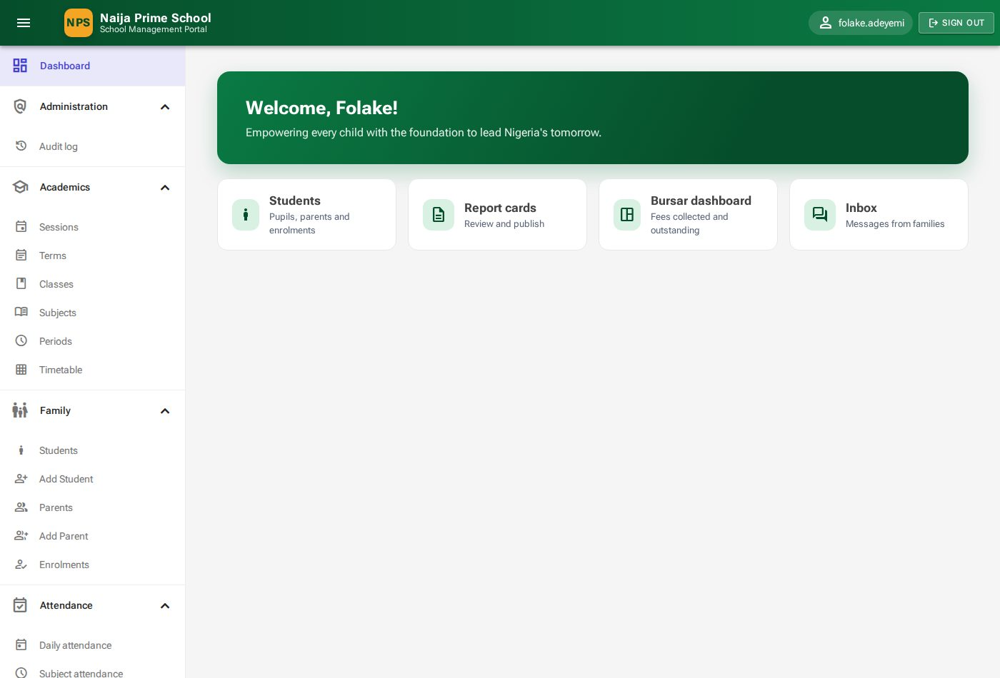 NPS
Naija Prime School
School Management Portal
folake.adeyemi
SIGN OUT
Dashboard
Administration
Audit log
Academics
Sessions
Terms
Classes
Subjects
Periods
Timetable
Family
Students
Add Student
Parents
Add Parent
Enrolments
Attendance
Daily attendance
Subject attendance
Welcome, Folake!
Empowering every child with the foundation to lead Nigeria's tomorrow.
Students
Pupils, parents and
enrolments
Report cards
Review and publish
Bursar dashboard
Fees collected and
outstanding
Inbox
Messages from families